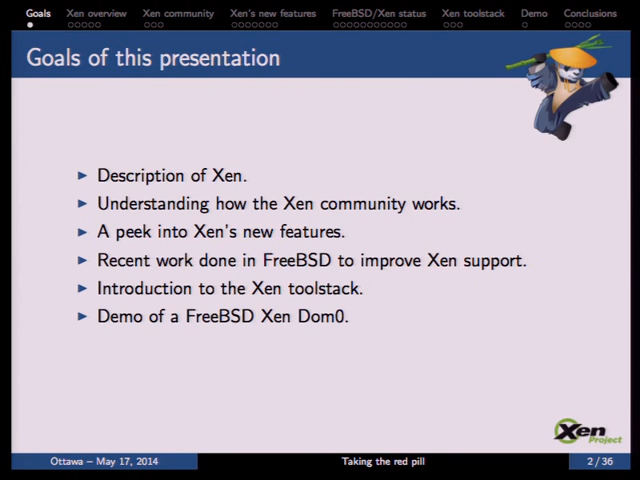 Goals Xen overview Xen community Xen's new features FreeBSD/Xen status Xen toolstack Demo Conclusions
Goals of this presentation
Description of Xen.
Understanding how the Xen community works.
A peek into Xen's new features.
Recent work done in FreeBSD to improve Xen support.
Introduction to the Xen toolstack.
Demo of a FreeBSD Xen Dom0.
Xen
Project
Ottawa – May 17, 2014 Taking the red pill 2 / 36